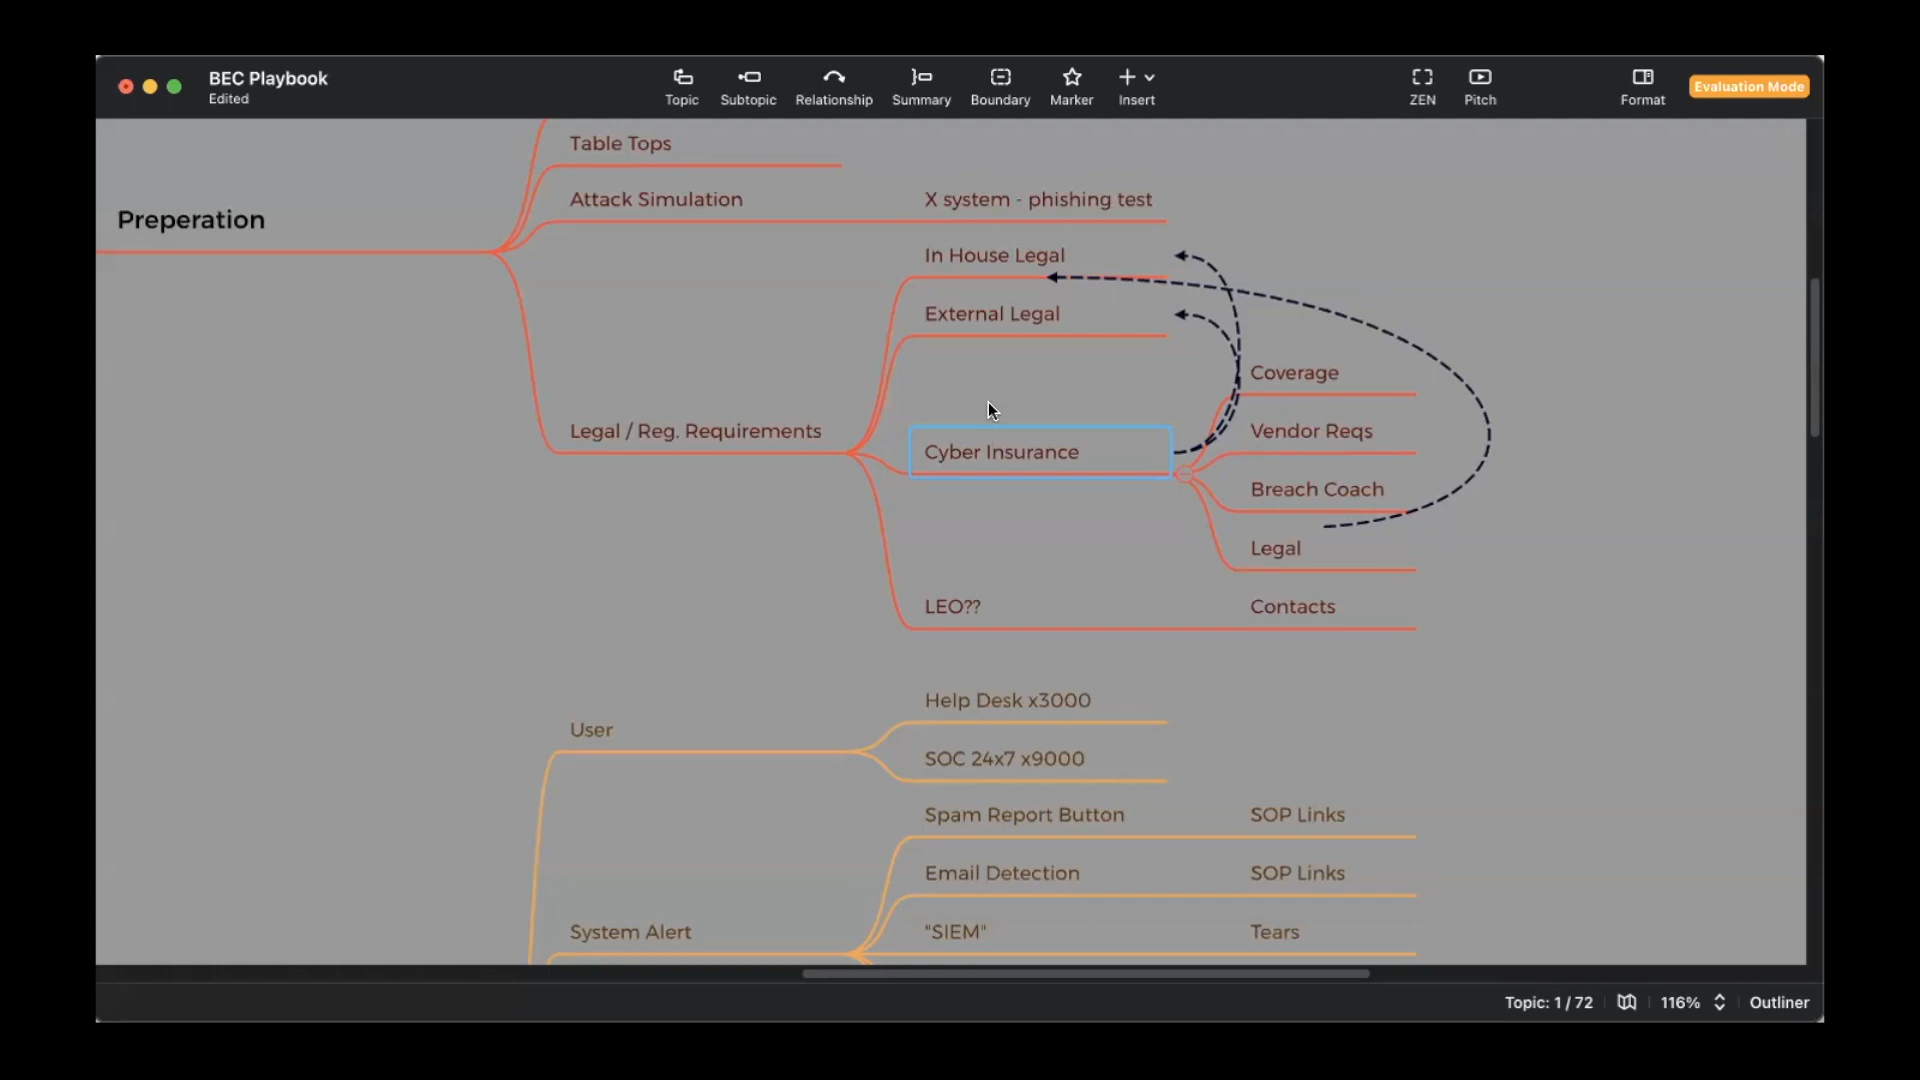 BEC Playbook
Edited
Topic
Subtopic
Relationship
Summary
Boundary
Marker
Insert
ZEN
Pitch
Format
Evaluation Mode
Table Tops
Attack Simulation
X system - phishing test
Preperation
In House Legal
External Legal
Coverage
Legal / Reg. Requirements
Vendor Reqs
Cyber Insurance
Breach Coach
Legal
LEO??
Contacts
Help Desk x3000
User
SOC 24x7 x9000
Spam Report Button
SOP Links
Email Detection
SOP Links
System Alert
"SIEM"
Tears
Topic: 1 / 72
116%
Outliner